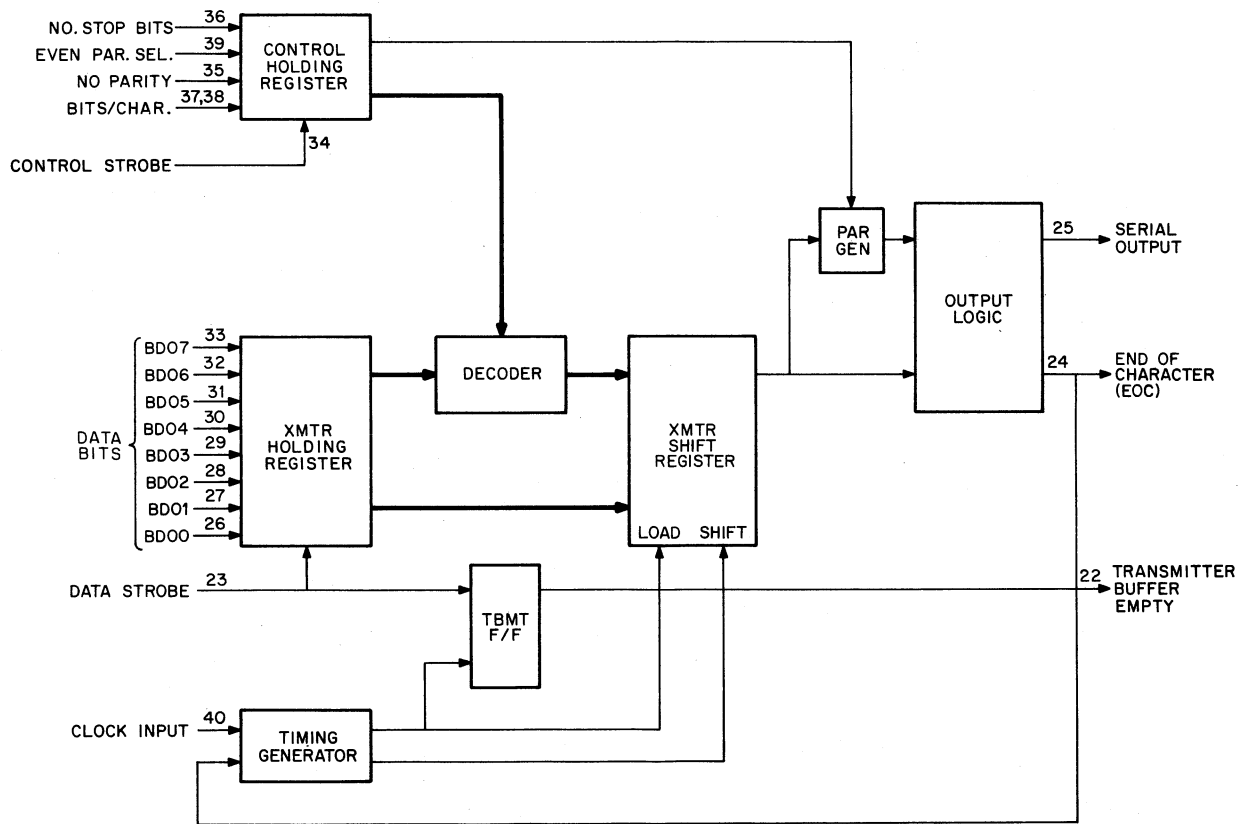 NO. STOP BITS 36
EVEN PAR. SEL. 39
NO PARITY 35
BITS/CHAR. 37,38
CONTROL
HOLDING
REGISTER
34
CONTROL STROBE
PAR
GEN
OUTPUT
LOGIC
25 SERIAL
OUTPUT
24 END OF
CHARACTER
(EOC)
DATA
BITS
BD07 33
BD06 32
BD05 31
BD04 30
BD03 29
BD02 28
BD01 27
BD00 26
XMTR
HOLDING
REGISTER
DECODER
XMTR
SHIFT
REGISTER
LOAD SHIFT
DATA STROBE 23
TBMT
F/F
22 TRANSMITTER
BUFFER
EMPTY
CLOCK INPUT 40
TIMING
GENERATOR